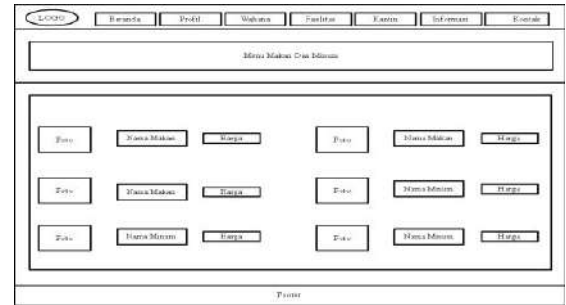 LOGO Beranda Profil Wahana Fasilitas Kantin Informasi Kontak
Menu Makan Dan Minum
Foto Nama Makan Harga Foto Nama Makan Harga
Foto Nama Makan Harga Foto Nama Minum Harga
Foto Nama Minum Harga Foto Nama Minum Harga
Footer